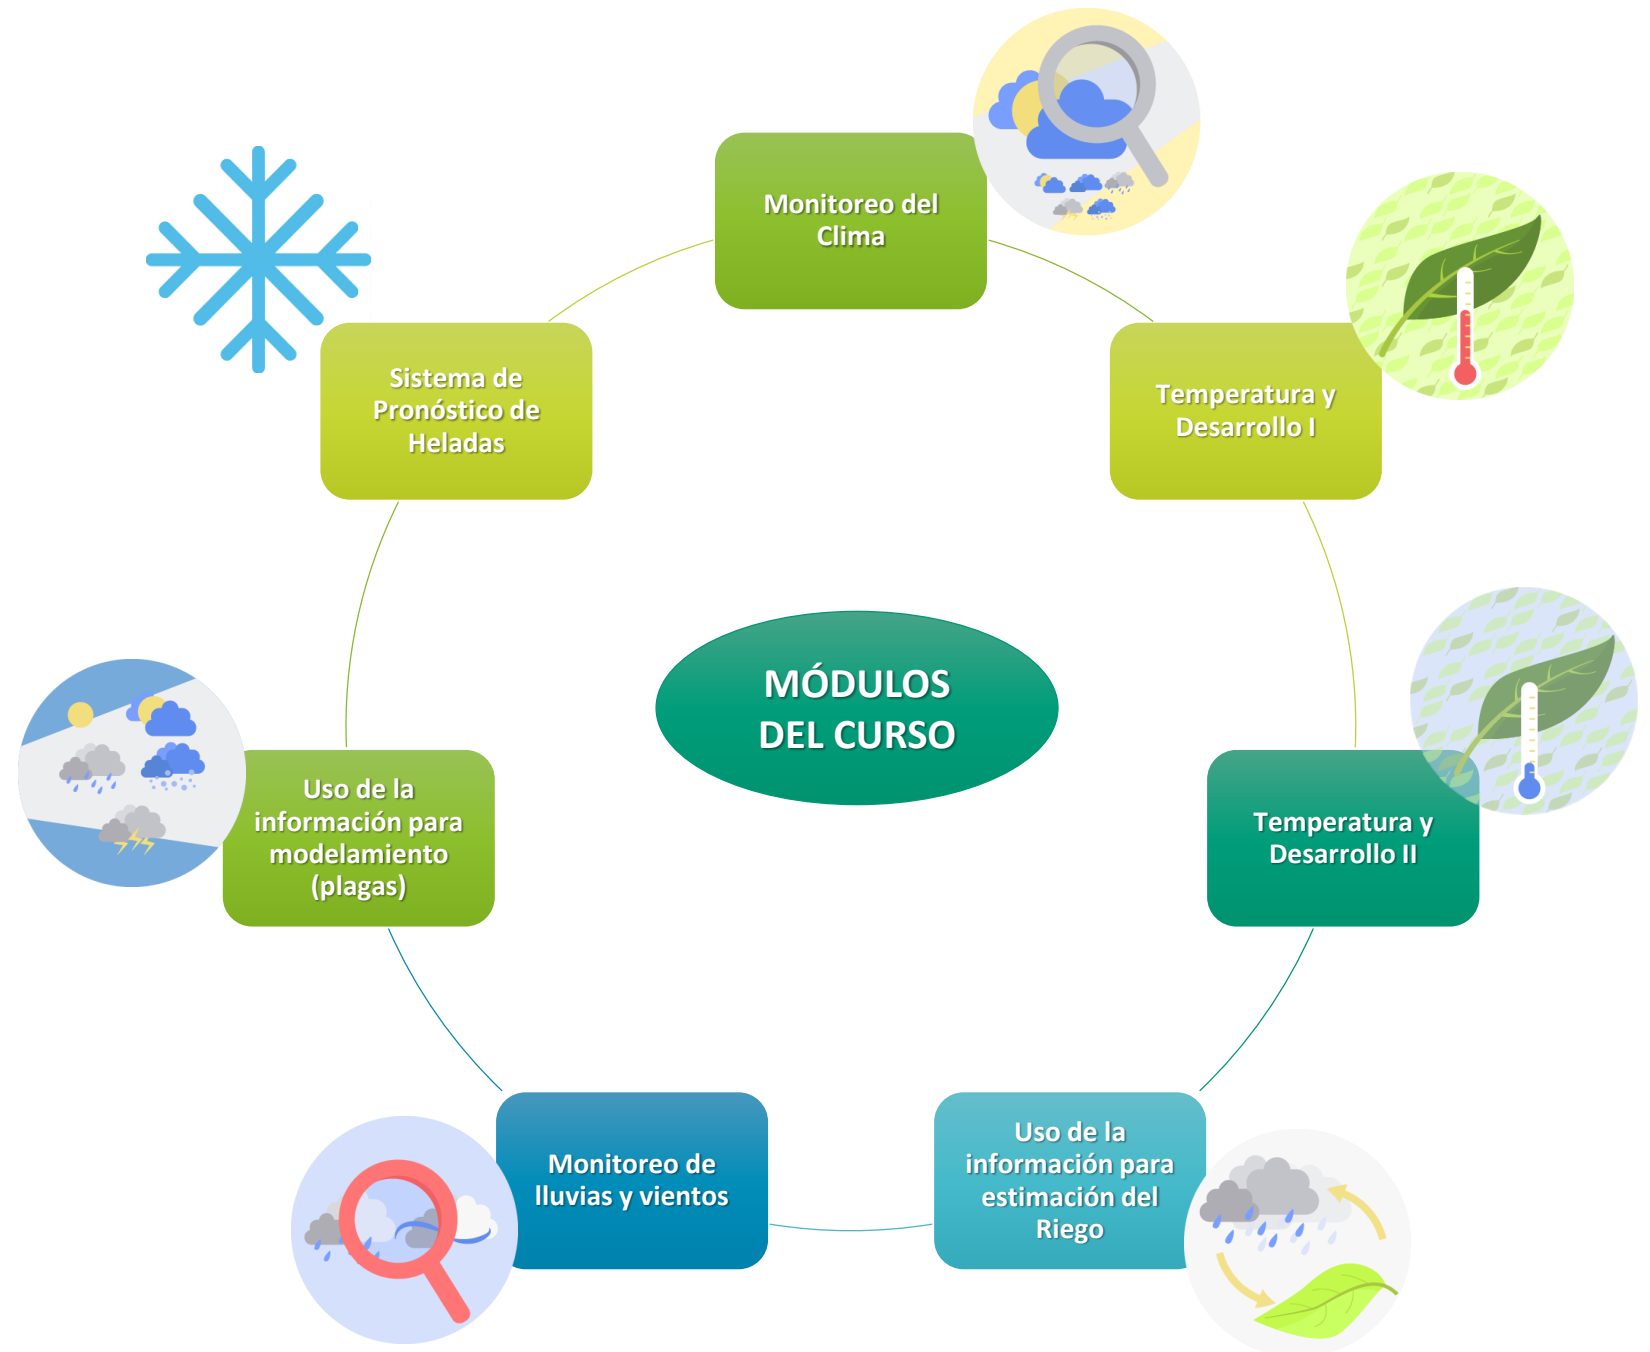 Monitoreo del
Clima
Temperatura y
Desarrollo I
Temperatura y
Desarrollo II
Uso de la
información para
estimación del
Riego
Monitoreo de
lluvias y vientos
Uso de la
información para
modelamiento
(plagas)
Sistema de
Pronóstico de
Heladas
MÓDULOS
DEL CURSO